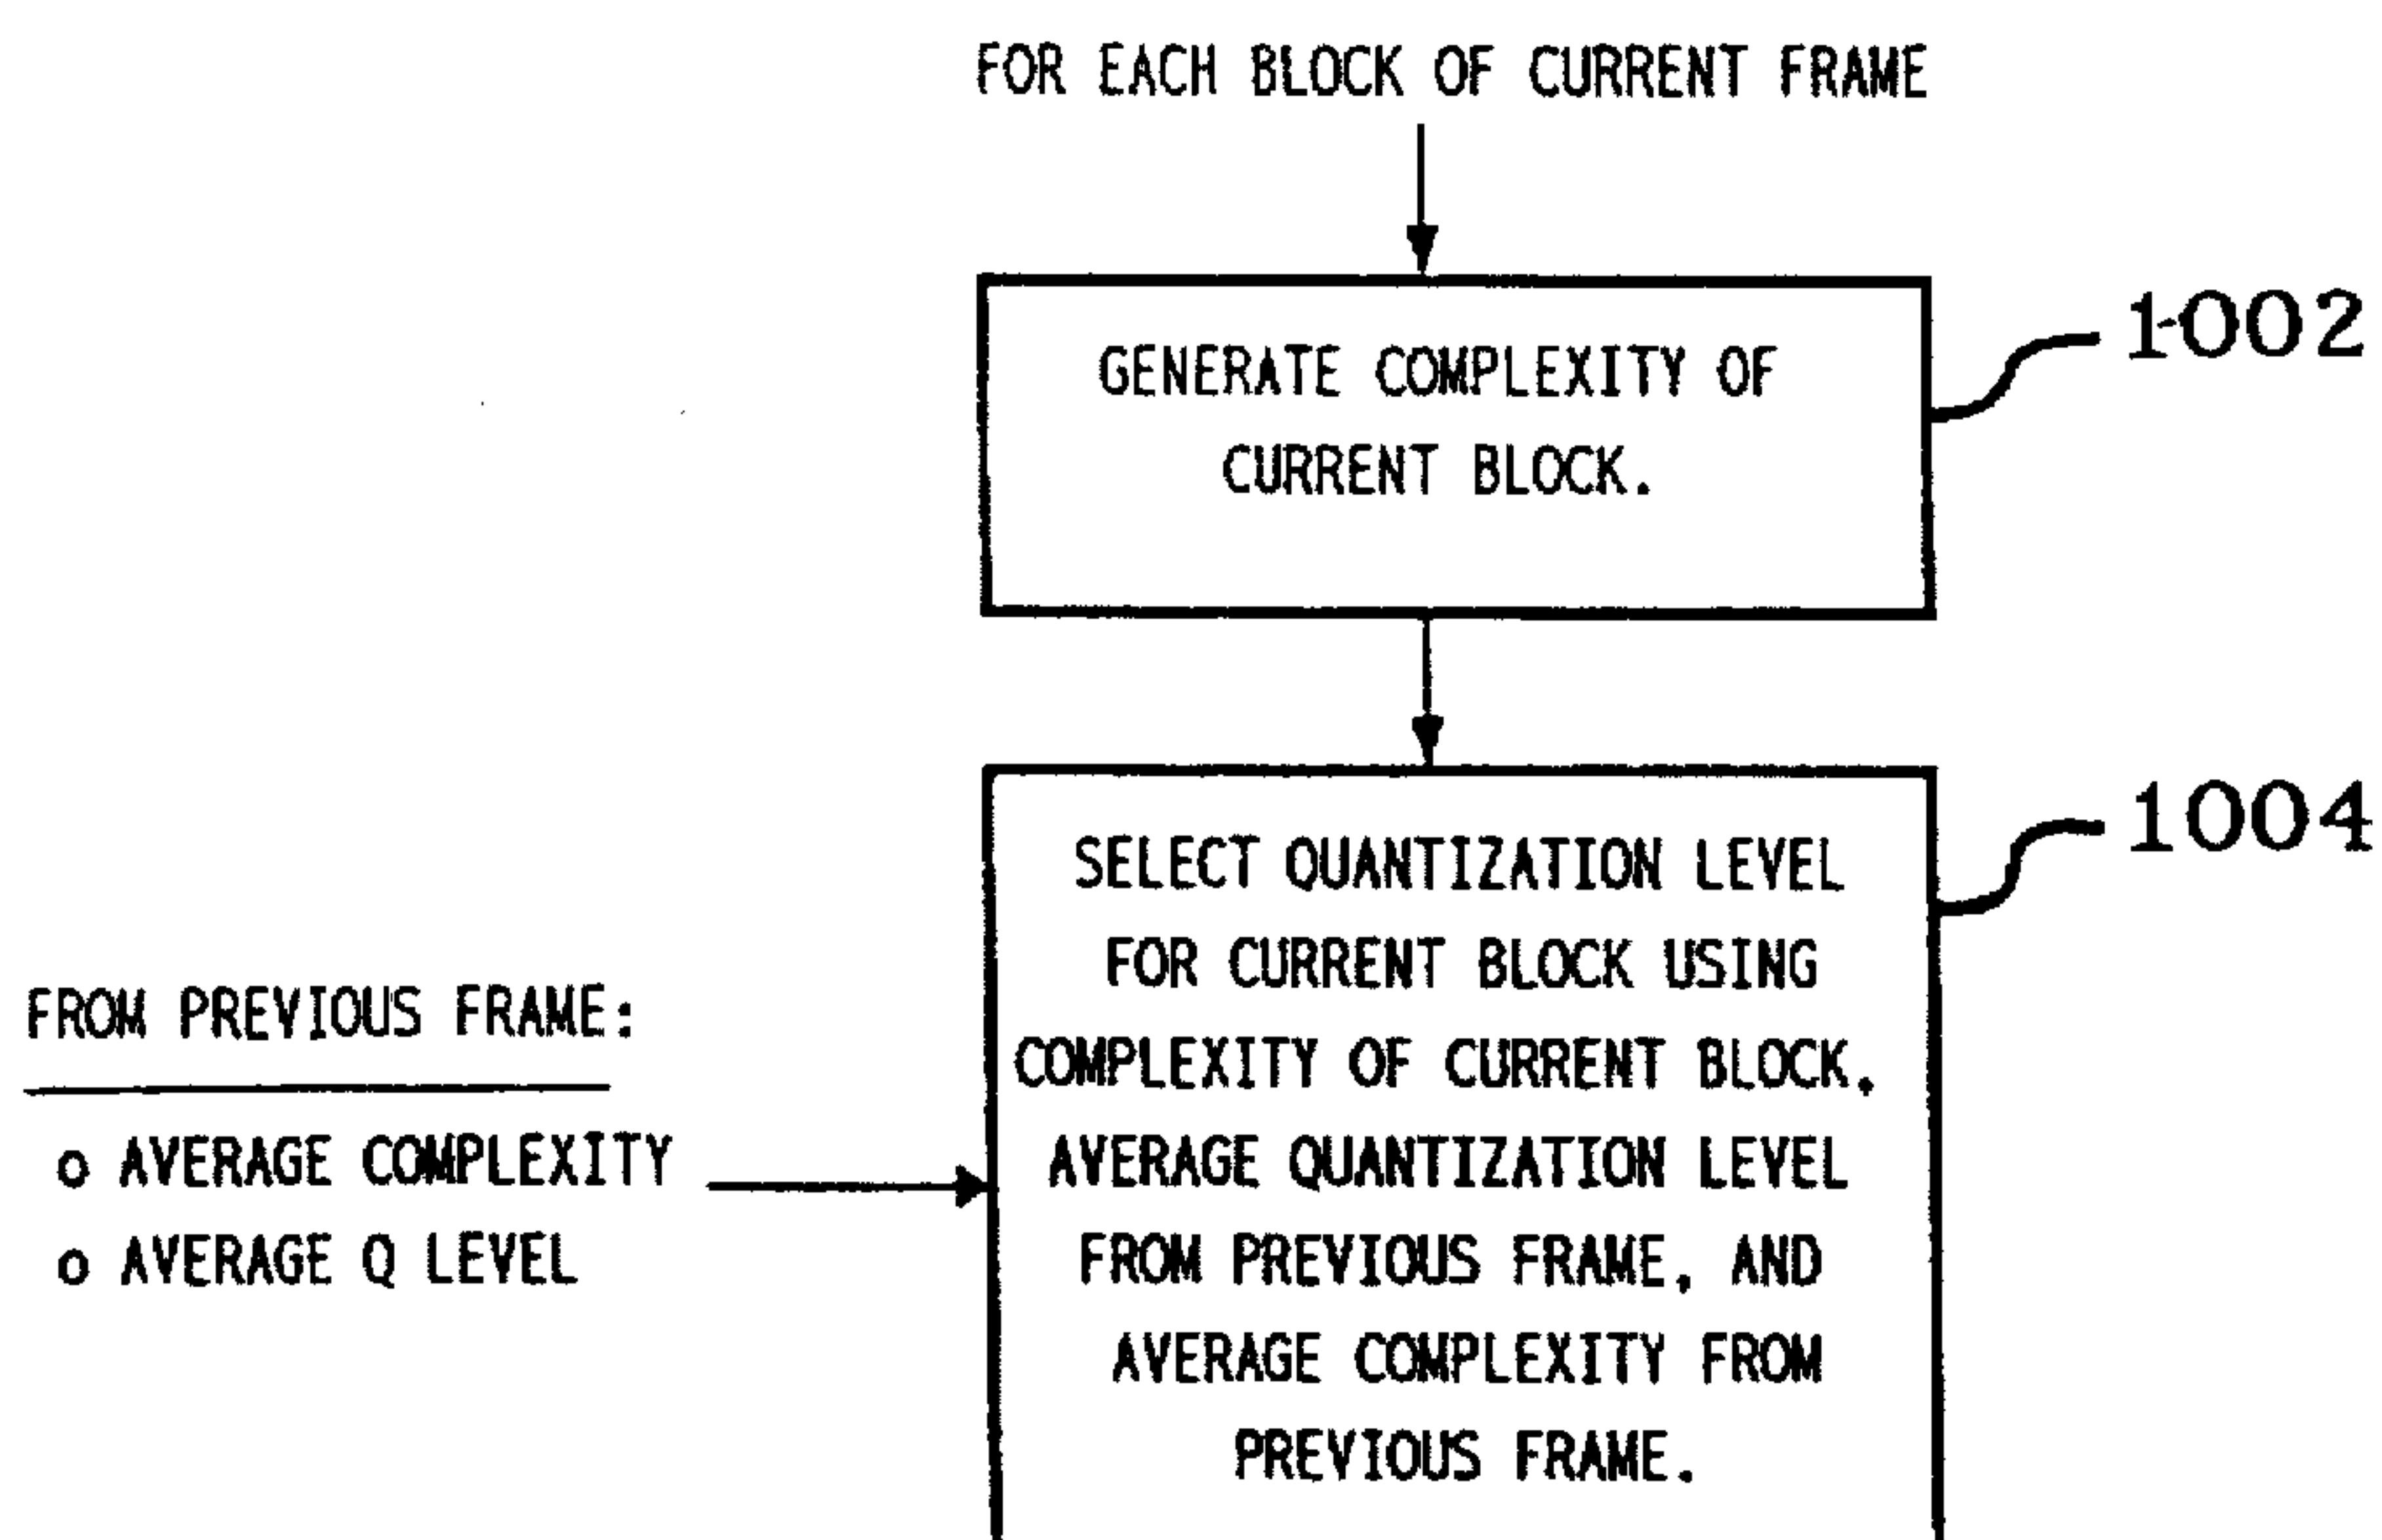 FOR EACH BLOCK OF CURRENT FRAME
GENERATE COMPLEXITY OF
CURRENT BLOCK.
1002
SELECT QUANTIZATION LEVEL
FOR CURRENT BLOCK USING
COMPLEXITY OF CURRENT BLOCK,
AVERAGE QUANTIZATION LEVEL
FROM PREVIOUS FRAME, AND
AVERAGE COMPLEXITY FROM
PREVIOUS FRAME.
1004
FROM PREVIOUS FRAME:
o AVERAGE COMPLEXITY
o AVERAGE Q LEVEL